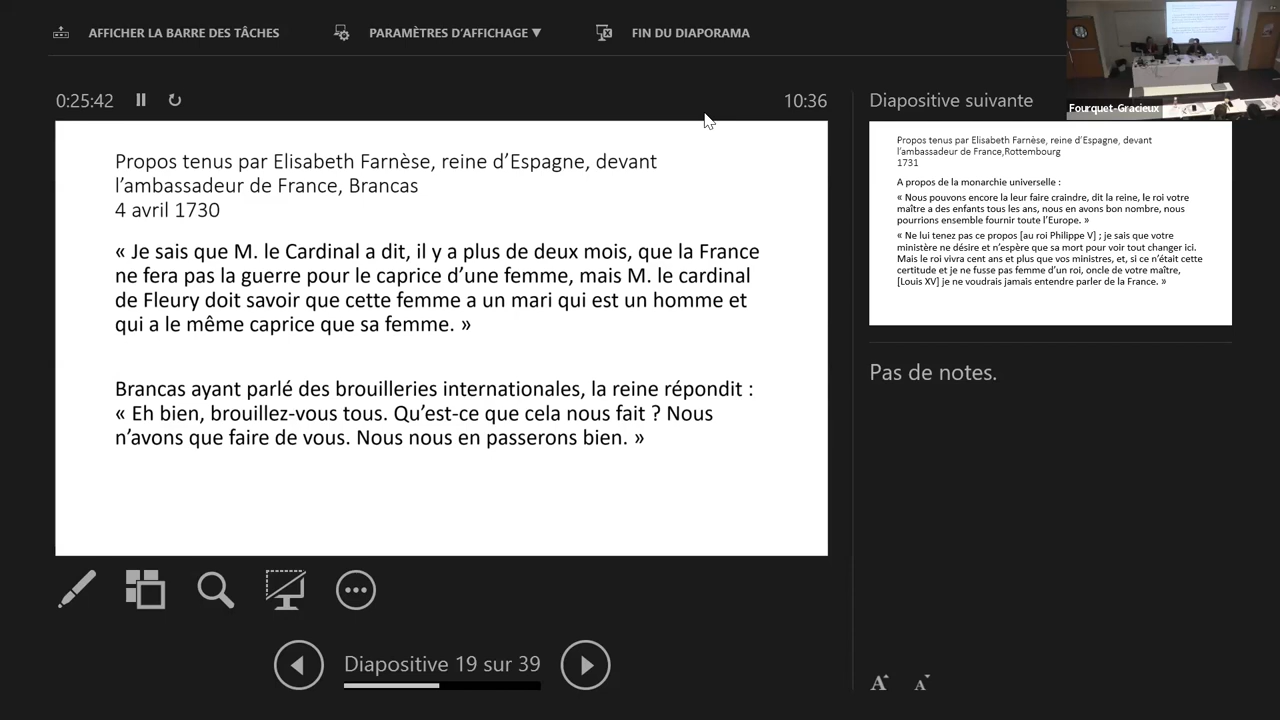 AFFICHER LA BARRE DES TÂCHES
PARAMÈTRES D'AFFICHAGE ▼
FIN DU DIAPORAMA
0:25:42
10:36
Propos tenus par Elisabeth Farnèse, reine d’Espagne, devant
l’ambassadeur de France, Brancas
4 avril 1730
« Je sais que M. le Cardinal a dit, il y a plus de deux mois, que la France
ne fera pas la guerre pour le caprice d’une femme, mais M. le cardinal
de Fleury doit savoir que cette femme a un mari qui est un homme et
qui a le même caprice que sa femme. »
Brancas ayant parlé des brouilleries internationales, la reine répondit :
« Eh bien, brouillez-vous tous. Qu’est-ce que cela nous fait ? Nous
n’avons que faire de vous. Nous nous en passerons bien. »
Diapositive 19 sur 39
Fourquet-Gracieux
Diapositive suivante
Propos tenus par Elisabeth Farnèse, reine d’Espagne, devant
l’ambassadeur de France,Rottembourg
1731
A propos de la monarchie universelle :
« Nous pouvons encore la leur faire craindre, dit la reine, le roi votre
maître a des enfants tous les ans, nous en avons bon nombre, nous
pourrions ensemble fournir toute l’Europe. »
« Ne lui tenez pas ce propos [au roi Philippe V] ; je sais que votre
ministère ne désire et n’espère que sa mort pour voir tout changer ici.
Mais le roi vivra cent ans et plus que vos ministres, et, si ce n’était cette
certitude et je ne fusse pas femme d’un roi, oncle de votre maître,
[Louis XV] je ne voudrais jamais entendre parler de la France. »
Pas de notes.
A A